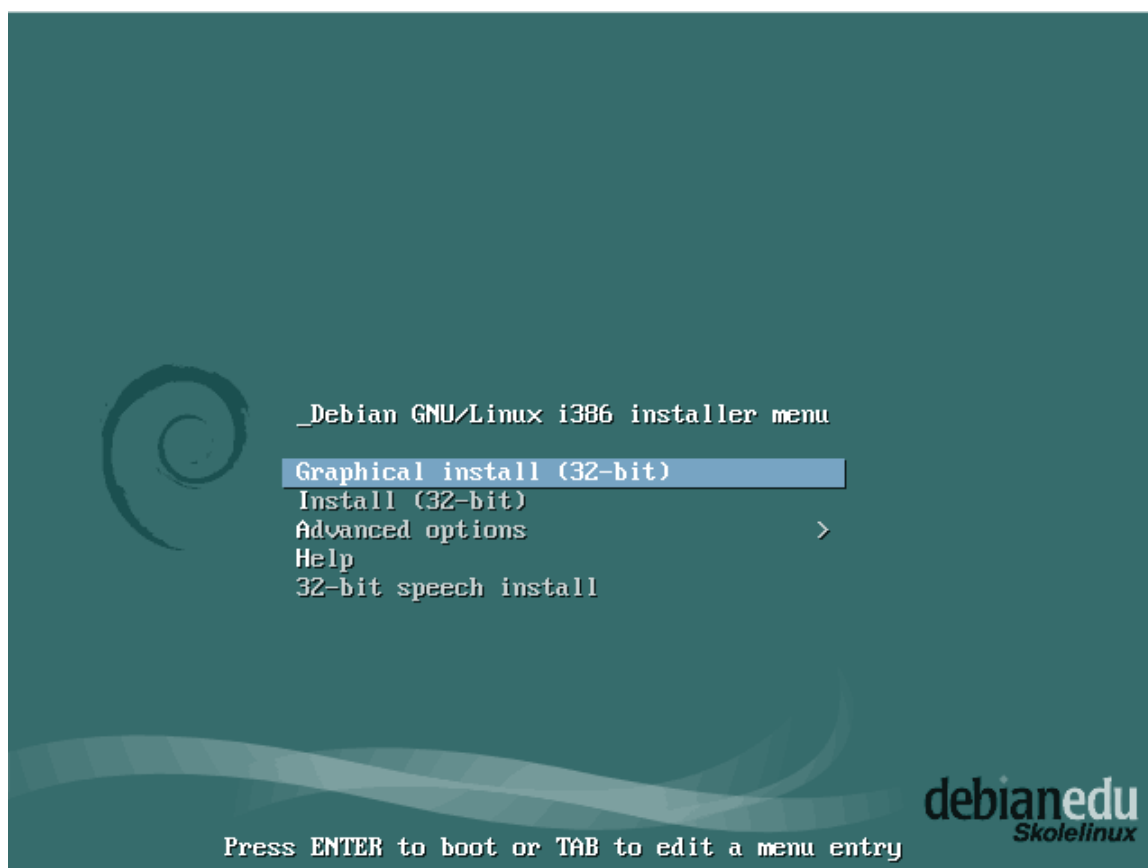 _Debian GNU/Linux i386 installer menu
Graphical install (32-bit)
Install (32-bit)
Advanced options >
Help
32-bit speech install
debianedu
Skolelinux
Press ENTER to boot or TAB to edit a menu entry